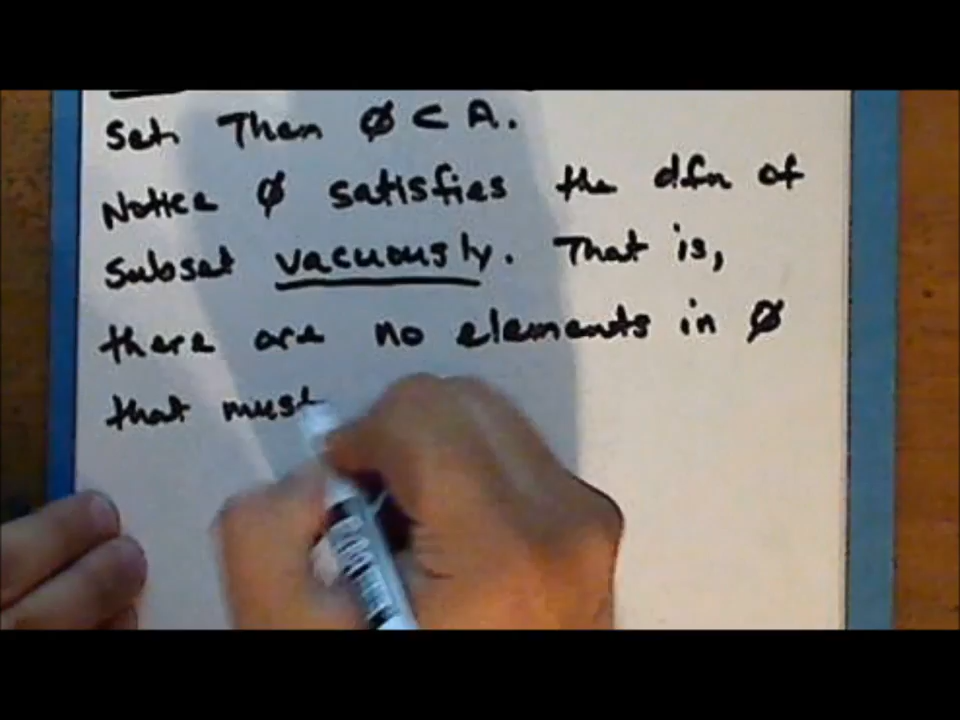 Set. Then ∅ ⊂ A.
Notice ∅ satisfies the dfn of
subset vacuously. That is,
there are no elements in ∅
that must